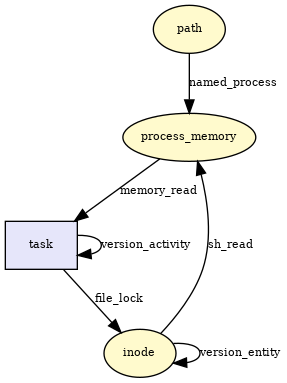 path
named_process
process_memory
memory_read
task
version_activity
sh_read
file_lock
inode
version_entity